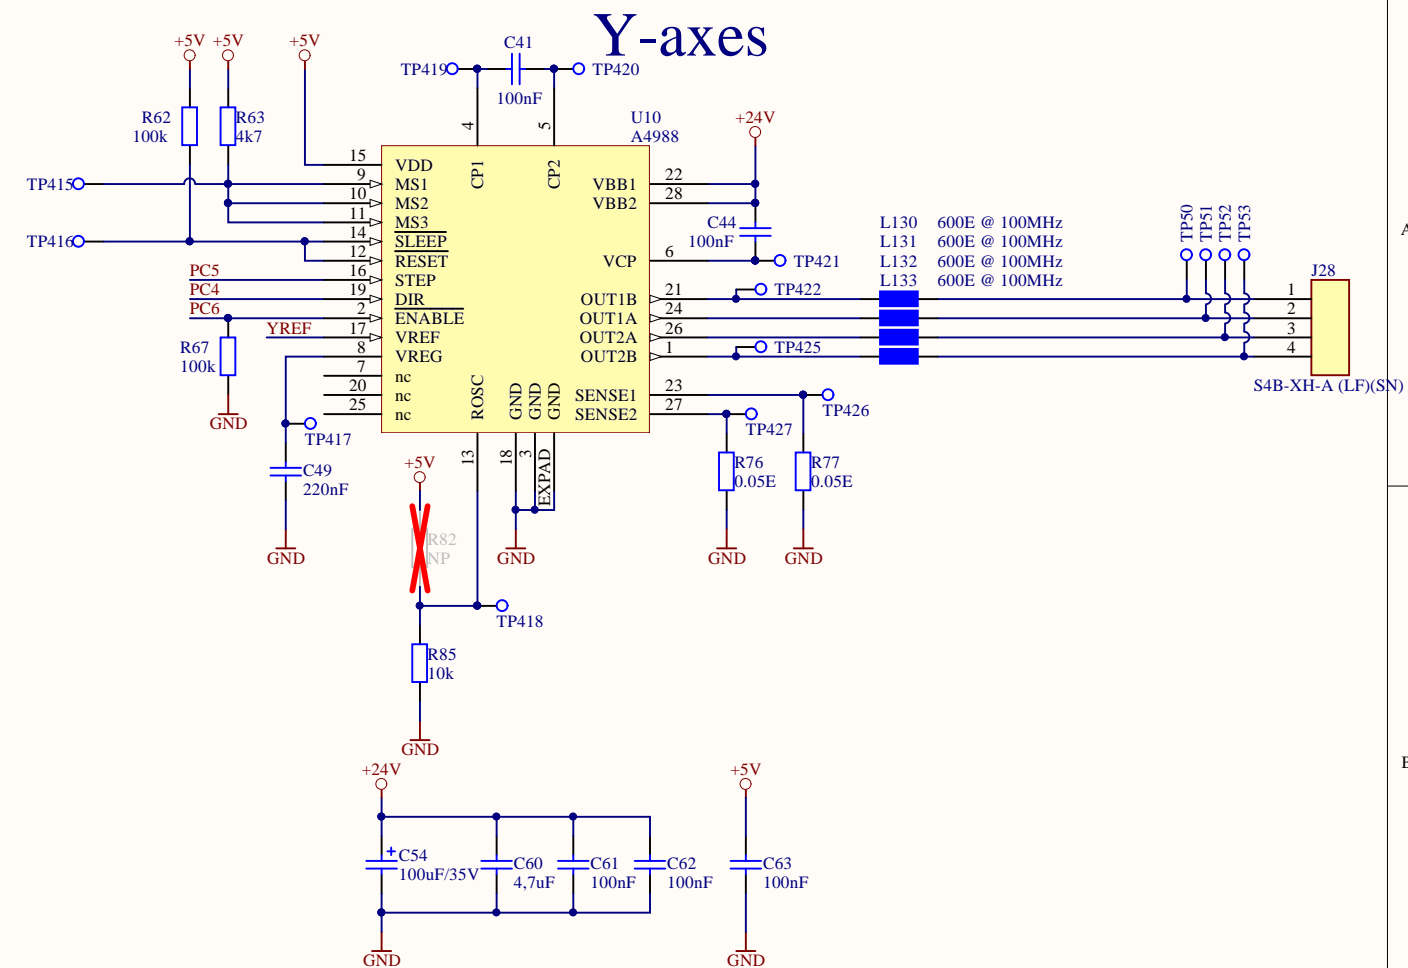 Y-axes
+5V
+5V
+5V
C41
TP419
TP420
100nF
R62
100k
R63
4k7
4
5
U10
A4988
+24V
CP1
CP2
15
VDD
TP415
9
MS1
10
MS2
11
MS3
TP416
14
SLEEP
12
RESET
PC5
16
STEP
PC4
19
DIR
PC6
2
ENABLE
YREF
17
VREF
8
VREG
7
nc
20
nc
25
nc
R67
100k
GND
VBB1
22
VBB2
28
C44
100nF
VCP
6
TP421
OUT1B
21
TP422
OUT1A
24
OUT2A
26
OUT2B
1
TP425
SENSE1
23
TP426
SENSE2
27
TP427
L130 600E @ 100MHz
L131 600E @ 100MHz
L132 600E @ 100MHz
L133 600E @ 100MHz
TP50
TP51
TP52
TP53
J28
1
2
3
4
S4B-XH-A (LF)(SN)
A
ROSC
GND
GND
GND
13
18
3
EXPAD
TP417
C49
220nF
GND
+5V
R82
NP
GND
R76
0.05E
R77
0.05E
GND
GND
TP418
R85
10k
GND
+24V
+5V
C54
+
100uF/35V
C60
4,7uF
C61
100nF
C62
100nF
C63
100nF
GND
GND